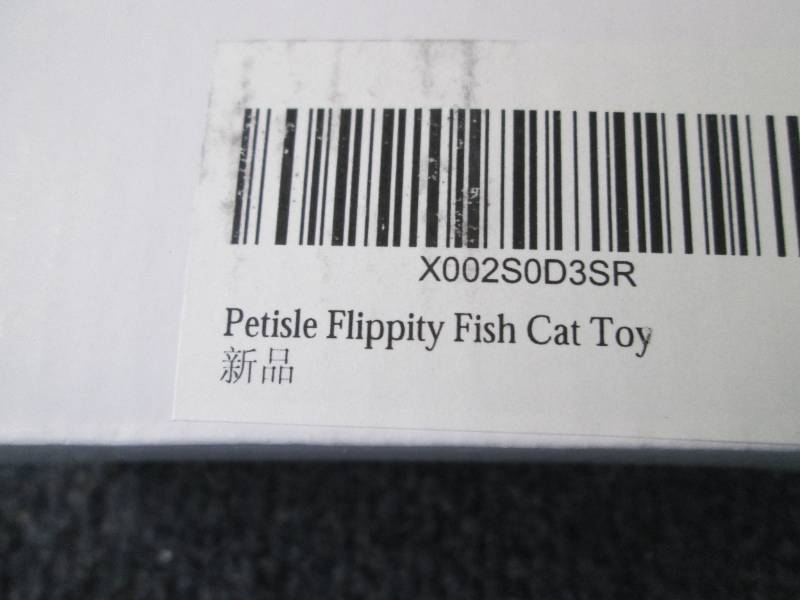 X002S0D3SR
Petisle Flippity Fish Cat Toy
新品